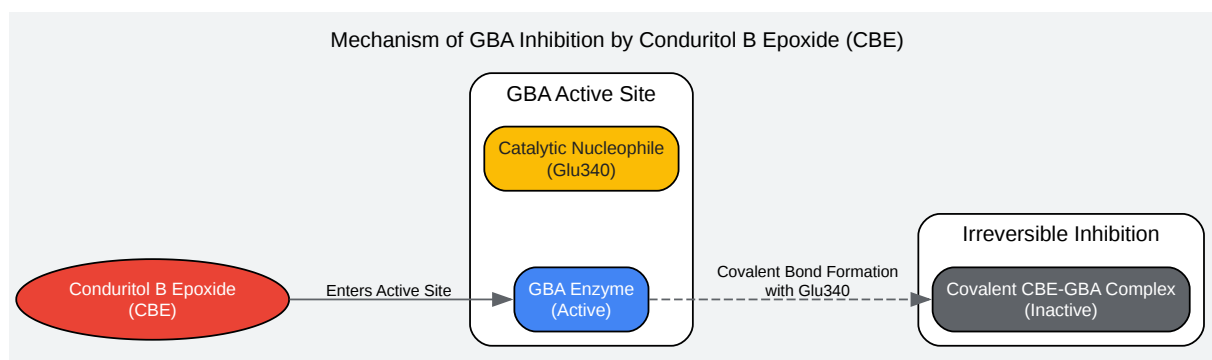 Mechanism of GBA Inhibition by Conduritol B Epoxide (CBE)
GBA Active Site
Catalytic Nucleophile
(Glu340)
Irreversible Inhibition
Conduritol B Epoxide
(CBE)
Enters Active Site
GBA Enzyme
(Active)
Covalent Bond Formation
with Glu340
Covalent CBE-GBA Complex
(Inactive)